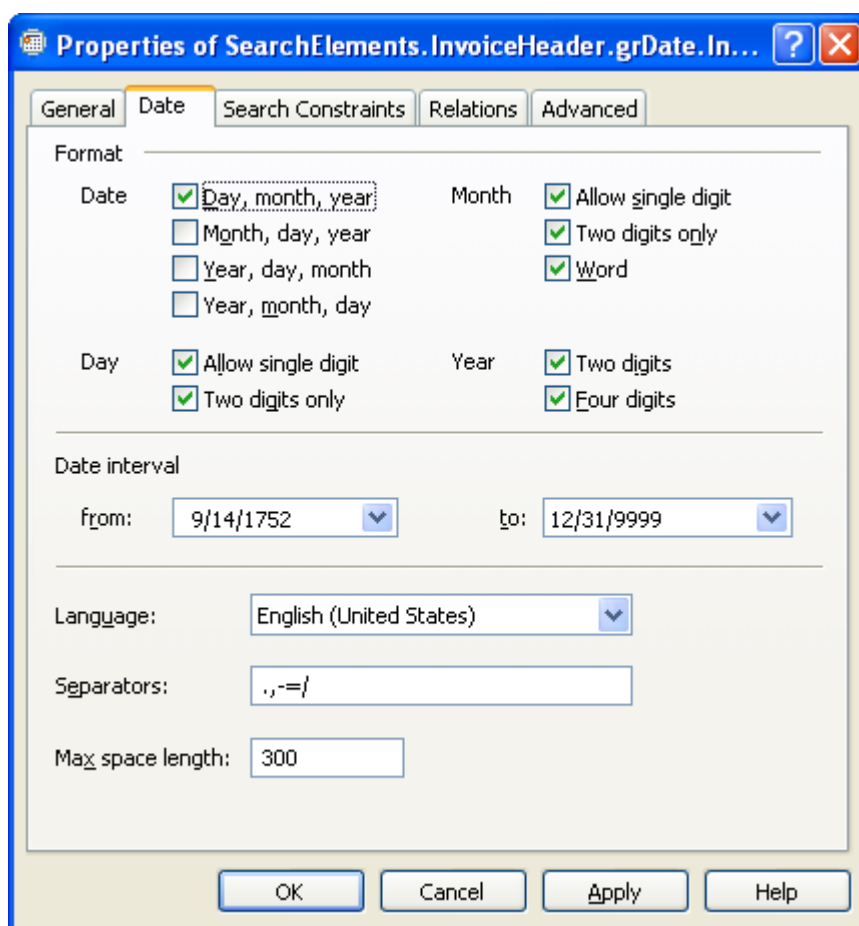 Properties of SearchElements.InvoiceHeader.grDate.In...
General Date Search Constraints Relations Advanced
Format
Date Day, month, year Month Allow single digit
Month, day, year Two digits only
Year, day, month Word
Year, month, day
Day Allow single digit Year Two digits
Two digits only Four digits
Date interval
from: 9/14/1752 to: 12/31/9999
Language: English (United States)
Separators: .,-=/
Max space length: 300
OK Cancel Apply Help